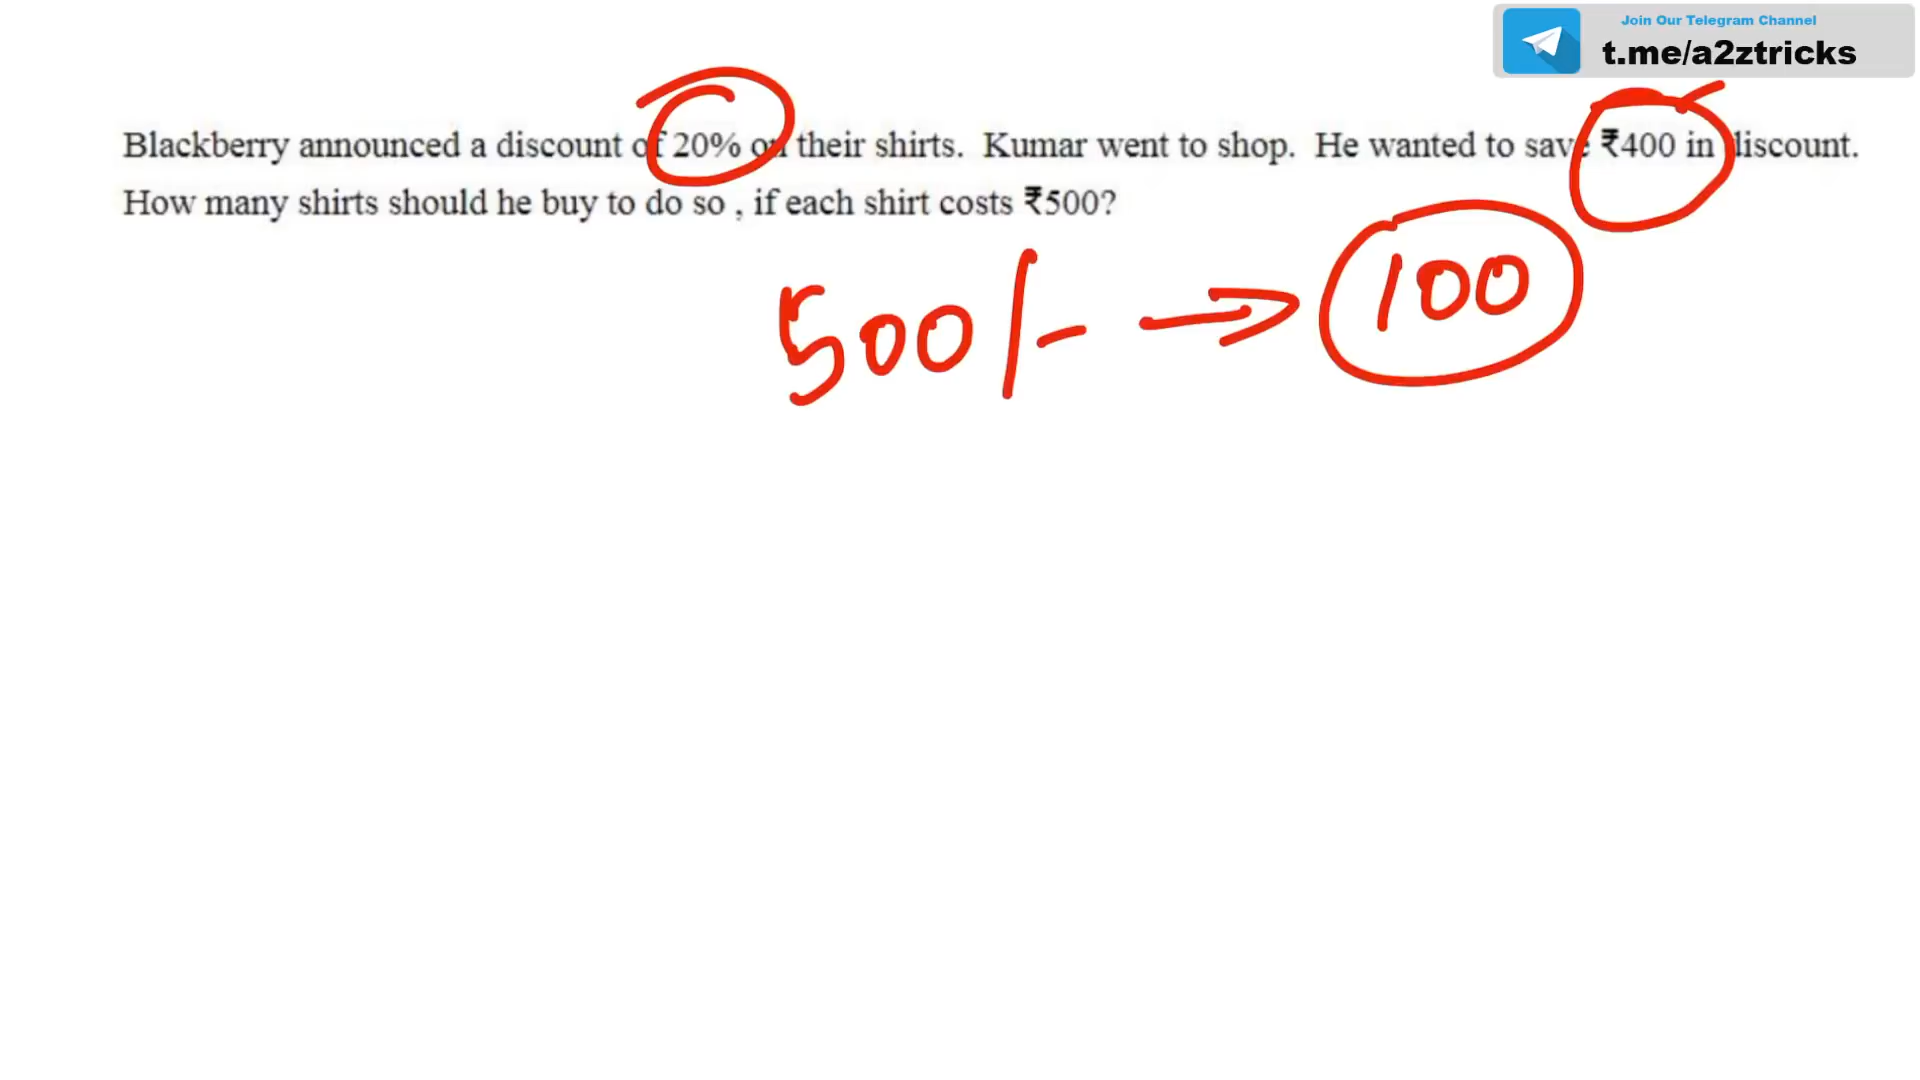 Join Our Telegram Channel
t.me/a2ztricks
Blackberry announced a discount of 20% on their shirts. Kumar went to shop. He wanted to save ₹400 in discount.
How many shirts should he buy to do so , if each shirt costs ₹500?
500/- → 100